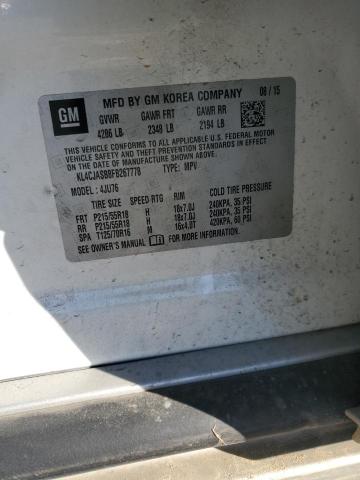 GM
MFD BY GM KOREA COMPANY 08/15
GVWR GAWR FRT GAWR RR
4286 LB 2348 LB 2194 LB
THIS VEHICLE CONFORMS TO ALL APPLICABLE U.S. FEDERAL MOTOR
VEHICLE SAFETY, BUMPER, AND THEFT PREVENTION STANDARDS IN EFFECT
ON THE DATE OF MANUFACTURE SHOWN ABOVE.
KL4CJASB8FB267778 TYPE: MPV
MODEL: 4JU76
TIRE SIZE SPEED RTG RIM COLD TIRE PRESSURE
FRT P215/55R18 H 18x7.0J 240KPA, 35 PSI
RR P215/55R18 H 18x7.0J 240KPA, 35 PSI
SPA T125/70R16 M 16x4.0T 420KPA, 60 PSI
SEE OWNER'S MANUAL FOR MORE INFORMATION.